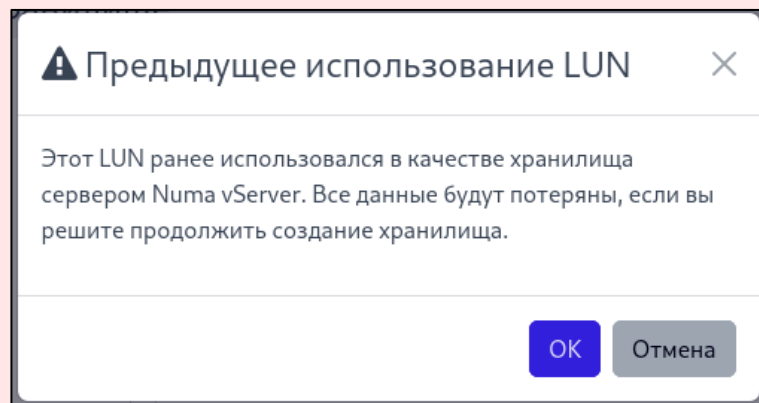 Предыдущее использование LUN
Этот LUN ранее использовался в качестве хранилища
сервером Numa vServer. Все данные будут потеряны, если вы
решите продолжить создание хранилища.
OK
Отмена